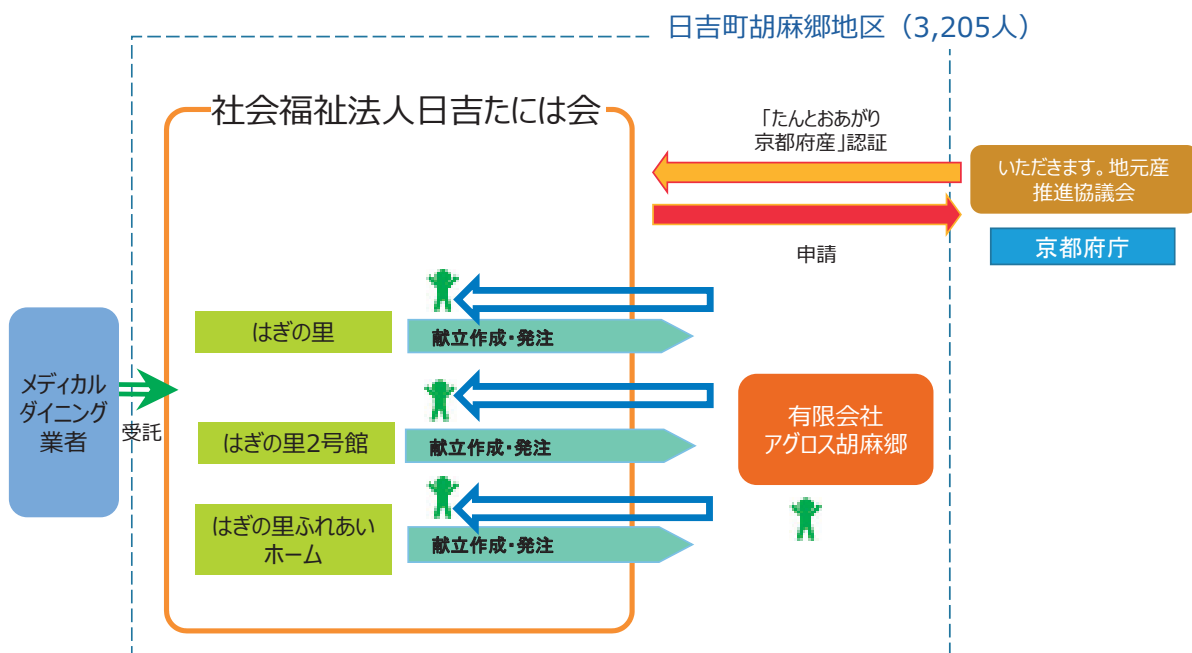 日吉町胡麻郷地区（3,205人）
社会福祉法人日吉たには会
「たんとおあがり
京都府産」認証
いただきます。地元産
推進協議会
申請
京都府庁
はぎの里
献立作成・発注
メディカル
ダイニング
業者
受託
はぎの里2号館
献立作成・発注
有限会社
アグロス胡麻郷
はぎの里ふれあい
ホーム
献立作成・発注